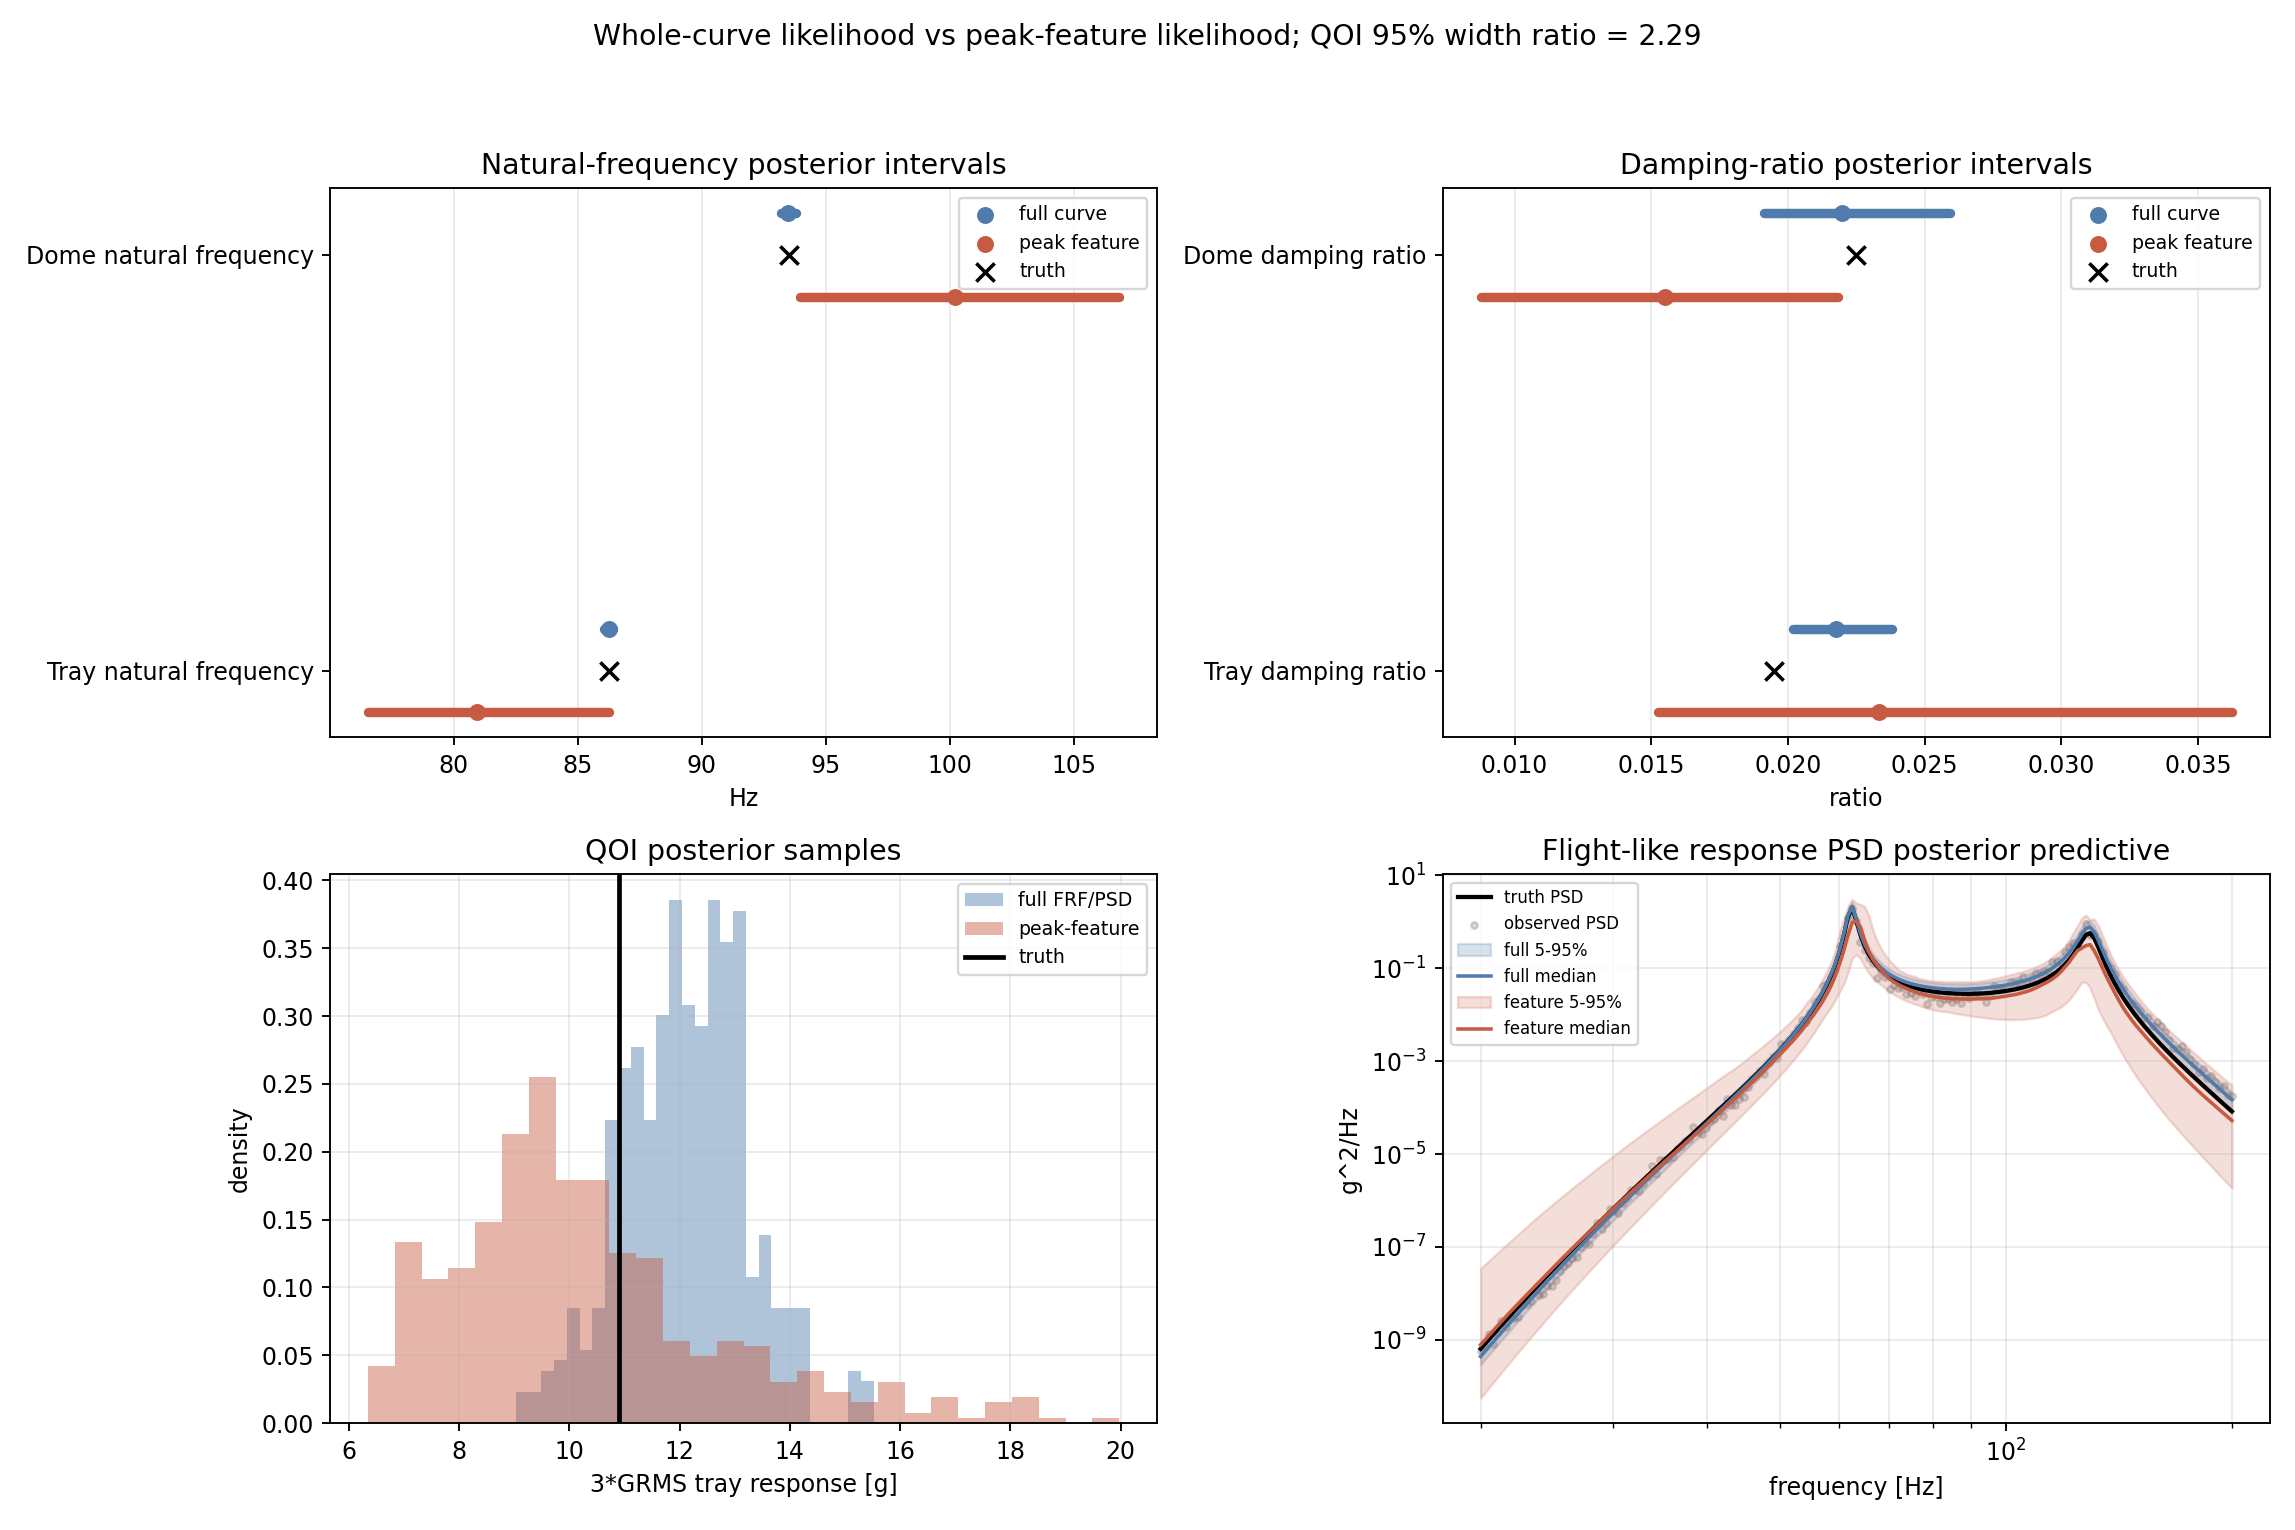 Whole-curve likelihood vs peak-feature likelihood; QOI 95% width ratio = 2.29
Natural-frequency posterior intervals
full curve
peak feature
truth
Dome natural frequency
Tray natural frequency
80 85 90 95 100 105
Hz
Damping-ratio posterior intervals
full curve
peak feature
truth
Dome damping ratio
Tray damping ratio
0.010 0.015 0.020 0.025 0.030 0.035
ratio
QOI posterior samples
full FRF/PSD
peak-feature
truth
0.40
0.35
0.30
0.25
0.20
0.15
0.10
0.05
0.00
density
6 8 10 12 14 16 18 20
3*GRMS tray response [g]
Flight-like response PSD posterior predictive
truth PSD
observed PSD
full 5-95%
full median
feature 5-95%
feature median
10^1
10^-1
10^-3
10^-5
10^-7
10^-9
g^2/Hz
10^2
frequency [Hz]